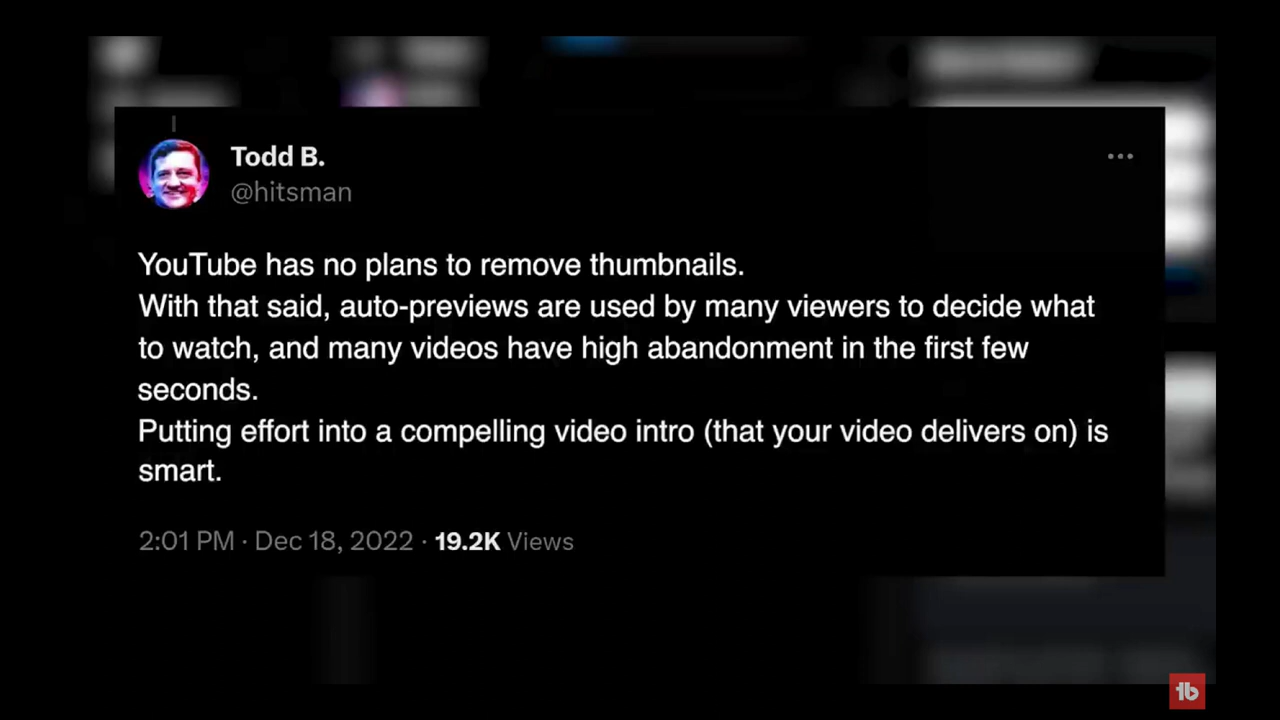 Todd B.
@hitsman
YouTube has no plans to remove thumbnails.
With that said, auto-previews are used by many viewers to decide what
to watch, and many videos have high abandonment in the first few
seconds.
Putting effort into a compelling video intro (that your video delivers on) is
smart.
2:01 PM · Dec 18, 2022 · 19.2K Views